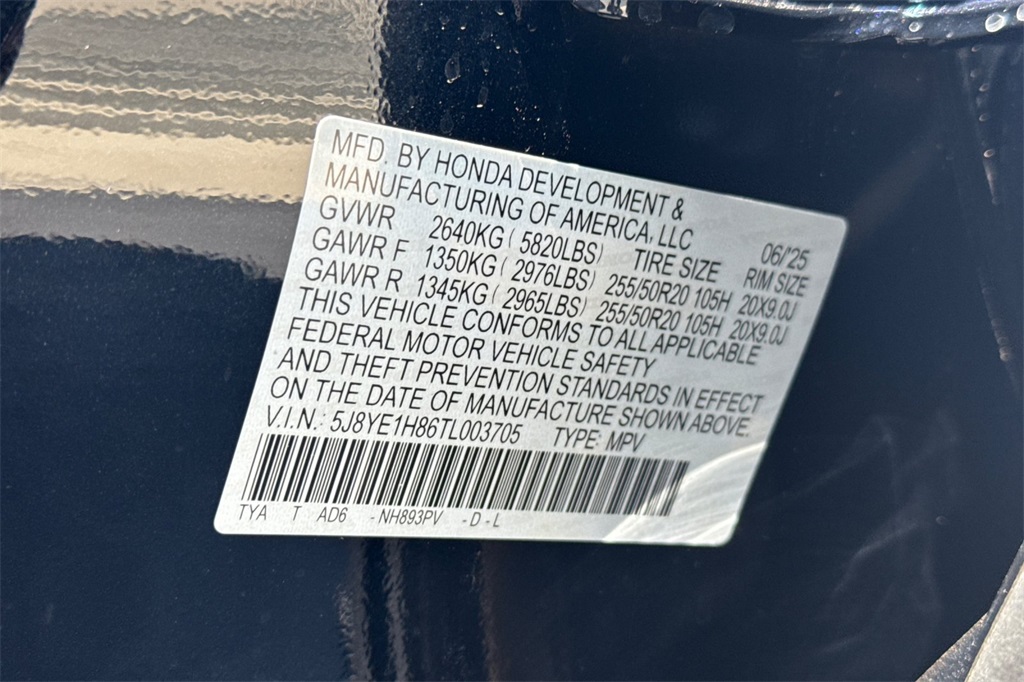 MFD. BY HONDA DEVELOPMENT &
MANUFACTURING OF AMERICA, LLC 06/'25
GVWR 2640KG ( 5820LBS) TIRE SIZE RIM SIZE
GAWR F 1350KG ( 2976LBS) 255/50R20 105H 20X9.0J
GAWR R 1345KG ( 2965LBS) 255/50R20 105H 20X9.0J
THIS VEHICLE CONFORMS TO ALL APPLICABLE
FEDERAL MOTOR VEHICLE SAFETY
AND THEFT PREVENTION STANDARDS IN EFFECT
ON THE DATE OF MANUFACTURE SHOWN ABOVE.
V.I.N.: 5J8YE1H86TL003705 TYPE: MPV
TYA T AD6 -NH893PV -D-L